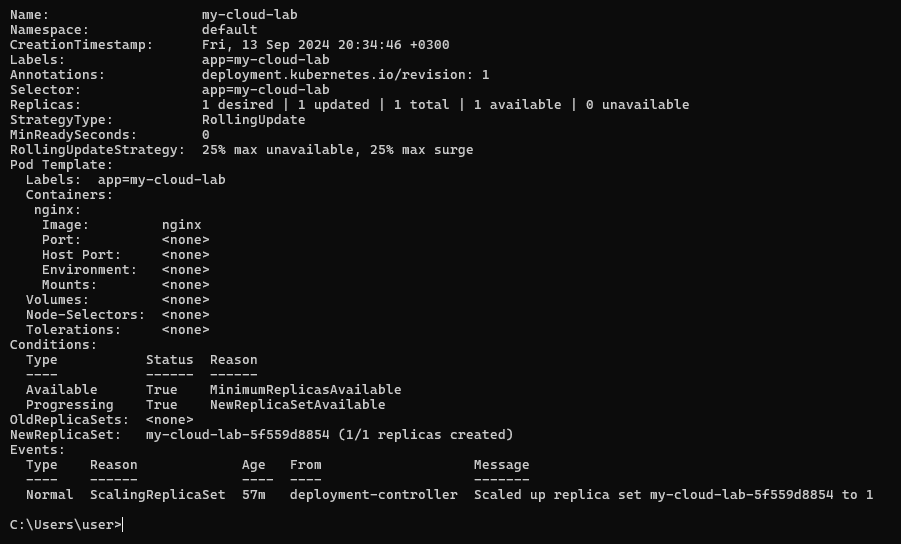 Name:                   my-cloud-lab
Namespace:              default
CreationTimestamp:      Fri, 13 Sep 2024 20:34:46 +0300
Labels:                 app=my-cloud-lab
Annotations:            deployment.kubernetes.io/revision: 1
Selector:               app=my-cloud-lab
Replicas:               1 desired | 1 updated | 1 total | 1 available | 0 unavailable
StrategyType:           RollingUpdate
MinReadySeconds:        0
RollingUpdateStrategy:  25% max unavailable, 25% max surge
Pod Template:
  Labels:  app=my-cloud-lab
  Containers:
   nginx:
    Image:         nginx
    Port:          <none>
    Host Port:     <none>
    Environment:   <none>
    Mounts:        <none>
  Volumes:         <none>
  Node-Selectors:  <none>
  Tolerations:     <none>
Conditions:
  Type           Status  Reason
  ----           ------  ------
  Available      True    MinimumReplicasAvailable
  Progressing    True    NewReplicaSetAvailable
OldReplicaSets:  <none>
NewReplicaSet:   my-cloud-lab-5f559d8854 (1/1 replicas created)
Events:
  Type    Reason             Age   From                   Message
  ----    ------             ----  ----                   -------
  Normal  ScalingReplicaSet  57m   deployment-controller  Scaled up replica set my-cloud-lab-5f559d8854 to 1
C:\Users\user>